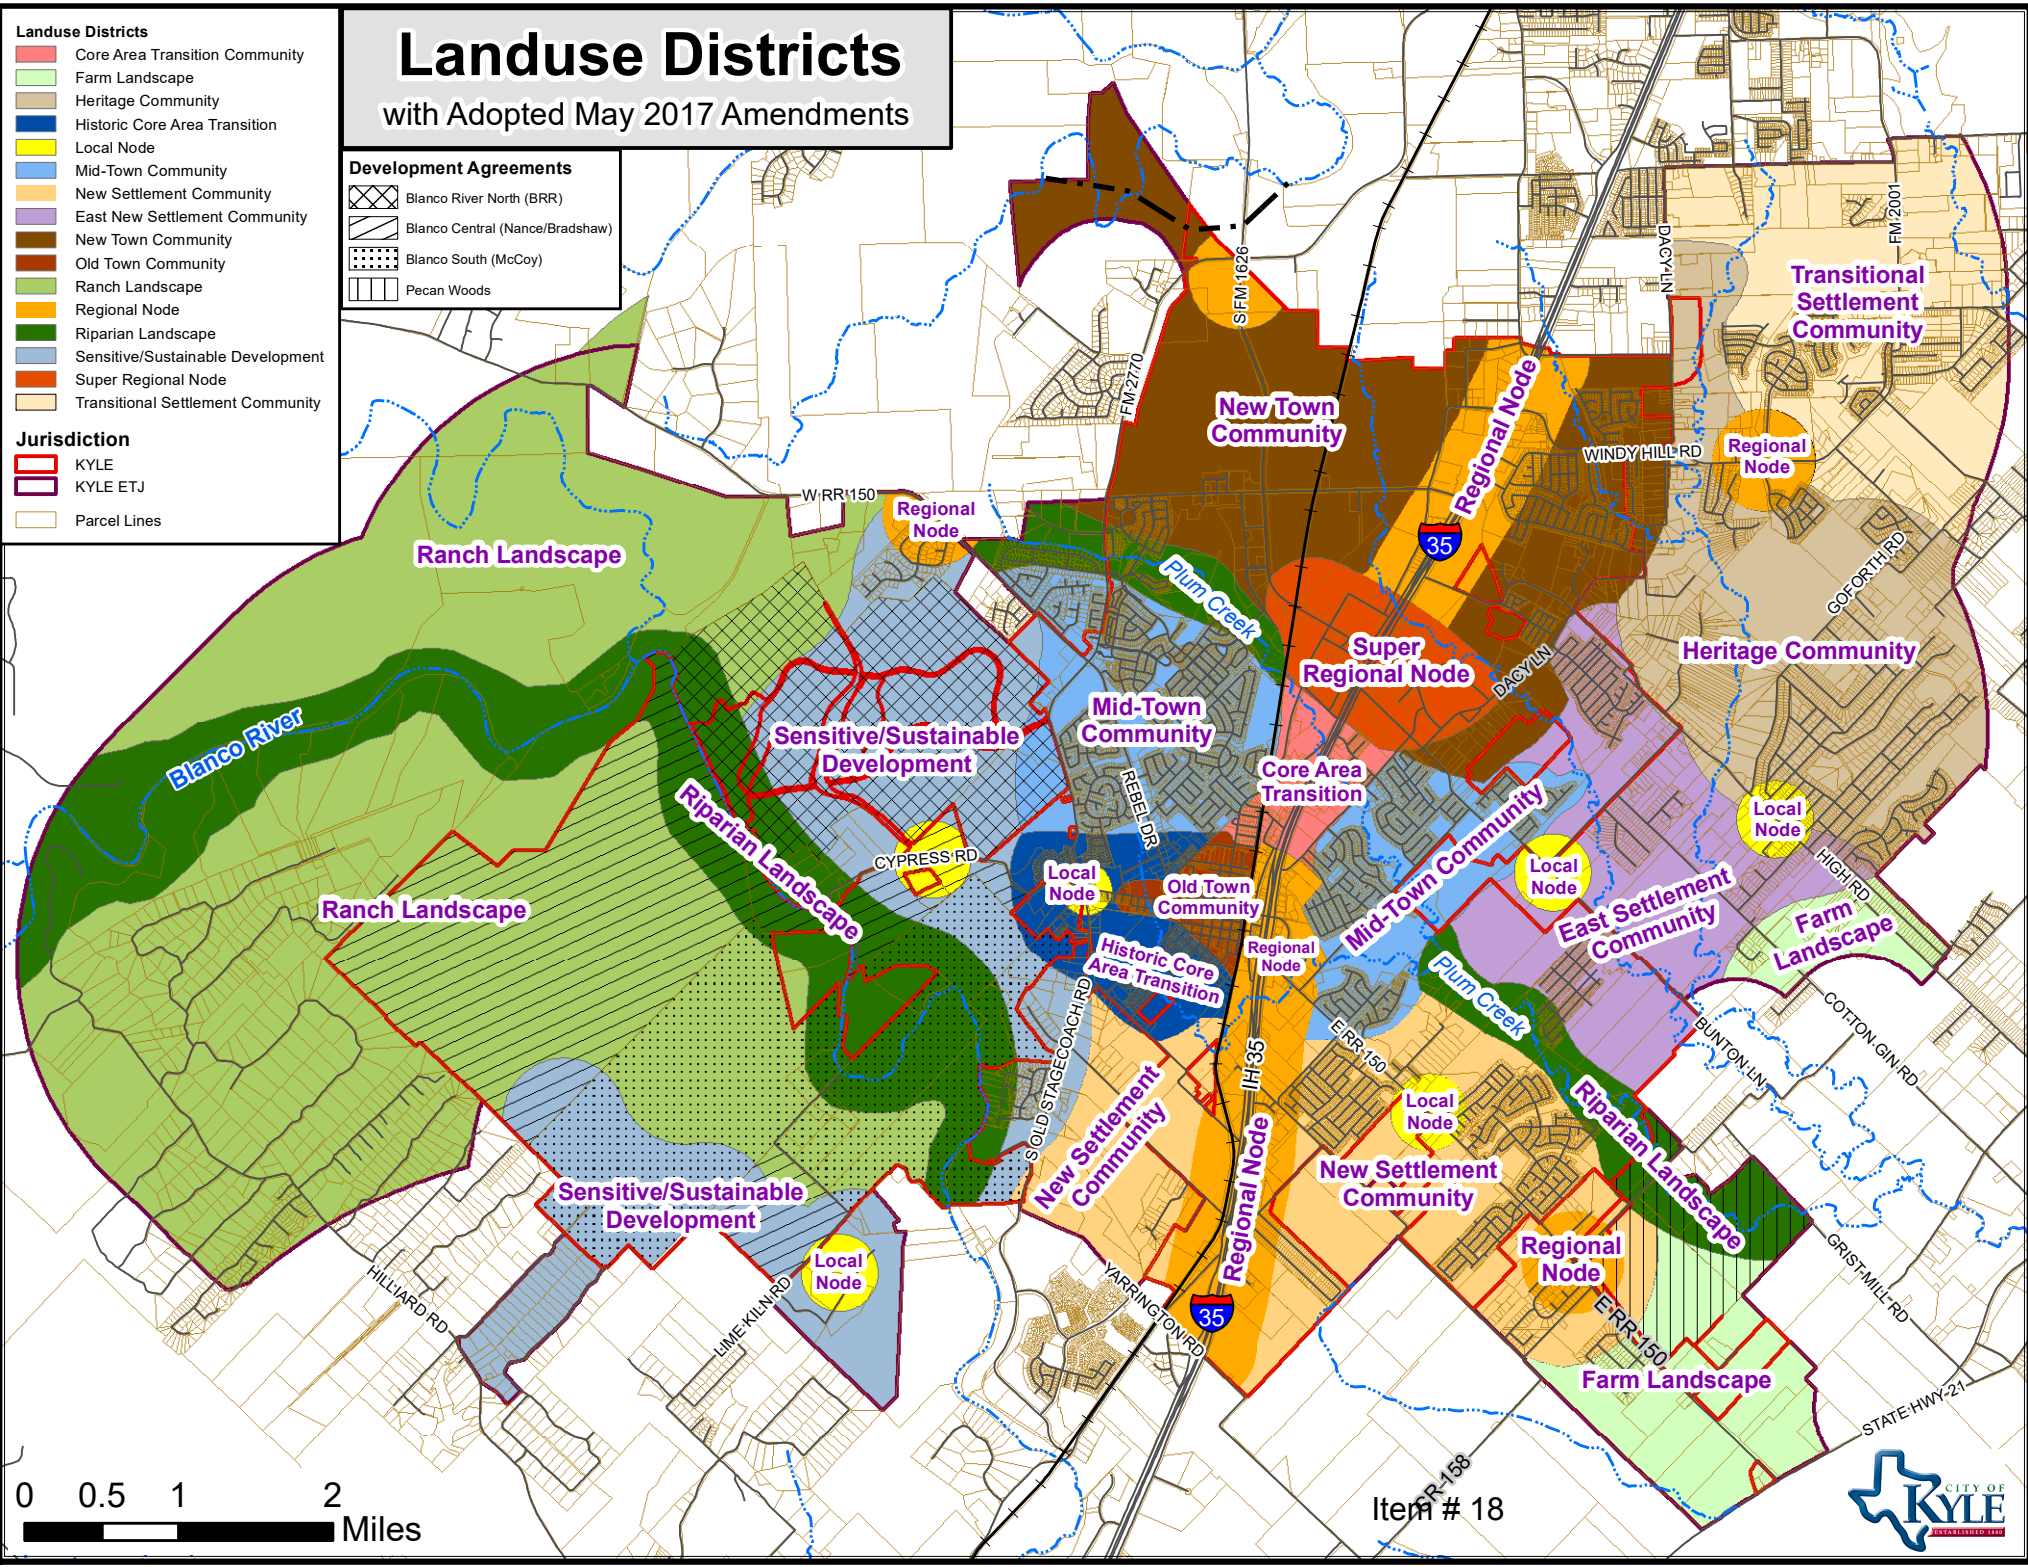 Landuse Districts
Core Area Transition Community
Farm Landscape
Heritage Community
Historic Core Area Transition
Local Node
Mid-Town Community
New Settlement Community
East New Settlement Community
New Town Community
Old Town Community
Ranch Landscape
Regional Node
Riparian Landscape
Sensitive/Sustainable Development
Super Regional Node
Transitional Settlement Community
Jurisdiction
KYLE
KYLE ETJ
Parcel Lines
Landuse Districts
with Adopted May 2017 Amendments
Development Agreements
Blanco River North (BRR)
Blanco Central (Nance/Bradshaw)
Blanco South (McCoy)
Pecan Woods
FM 2001
DACY LN
S FM 1626
Transitional
Settlement
Community
FM 2770
New Town
Community
Regional Node
WINDY HILL RD
Regional
Node
W RR 150
Regional
Node
35
Ranch Landscape
Plum Creek
GOFORTH RD
Super
Regional Node
DACY LN
Heritage Community
Blanco River
Sensitive/Sustainable
Development
Mid-Town
Community
Core Area
Transition
REBEL DR
Riparian Landscape
CYPRESS RD
Local
Node
Old Town
Community
Mid-Town Community
Local
Node
Local
Node
HIGH RD
Ranch Landscape
East Settlement
Community
Farm
Landscape
Historic Core
Area Transition
Regional
Node
Plum Creek
S OLD STAGECOACH RD
E RR 150
BUNTON LN
COTTON GIN RD
IH 35
New Settlement
Community
Local
Node
Riparian Landscape
New Settlement
Community
Regional Node
Sensitive/Sustainable
Development
Local
Node
Regional
Node
HILLIARD RD
LIME KILN RD
YARRINGTON RD
35
E RR 150
GRIST MILL RD
Farm Landscape
STATE HWY 21
CR 158
Item # 18
0 0.5 1 2
Miles
CITY OF
KYLE
ESTABLISHED 1880